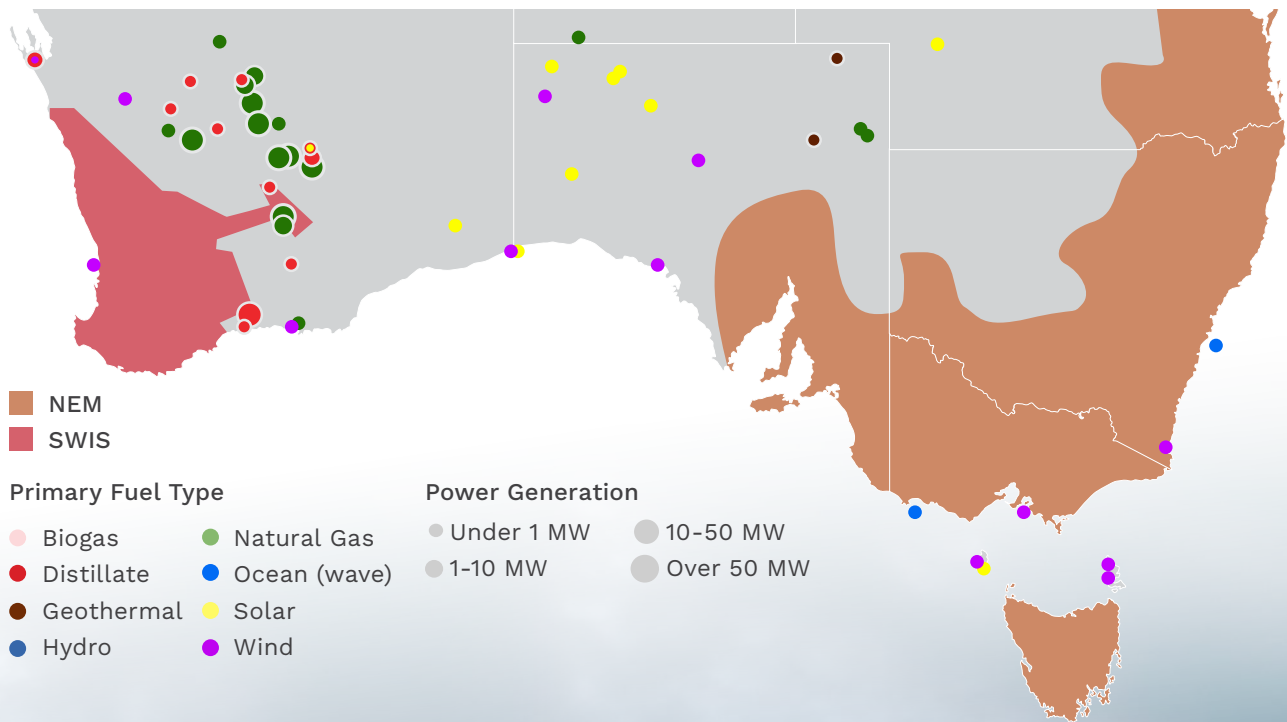 NEM
SWIS
Primary Fuel Type
Biogas
Distillate
Geothermal
Hydro
Natural Gas
Ocean (wave)
Solar
Wind
Power Generation
Under 1 MW
1-10 MW
10-50 MW
Over 50 MW